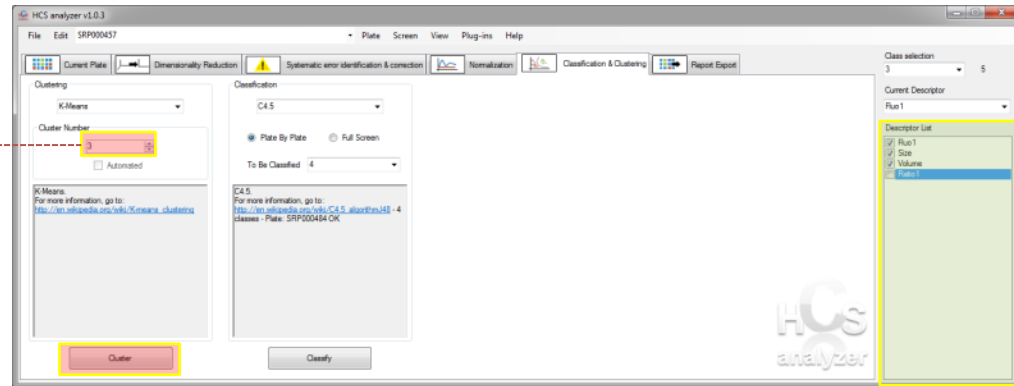 HCS analyzer v1.0.3
File Edit SRP000457 Plate Screen View Plug-ins Help
Current Plate Dimensionality Reduction Systematic error identification & correction Normalization Classification & Clustering Report Export
Class selection
3 5
Current Descriptor
Fluo1
Descriptor List
Fluo1
Size
Volume
Ratio1
Clustering
K-Means
Cluster Number
3
Automated
K-Means.
For more information, go to:
http://en.wikipedia.org/wiki/K-means_clustering
Cluster
Classification
C4.5
Plate By Plate Full Screen
To Be Classified 4
C4.5.
For more information, go to:
http://en.wikipedia.org/wiki/C4.5_algorithmJ48 - 4
classes - Plate: SRP000484 OK
Classify
HCS
analyzer